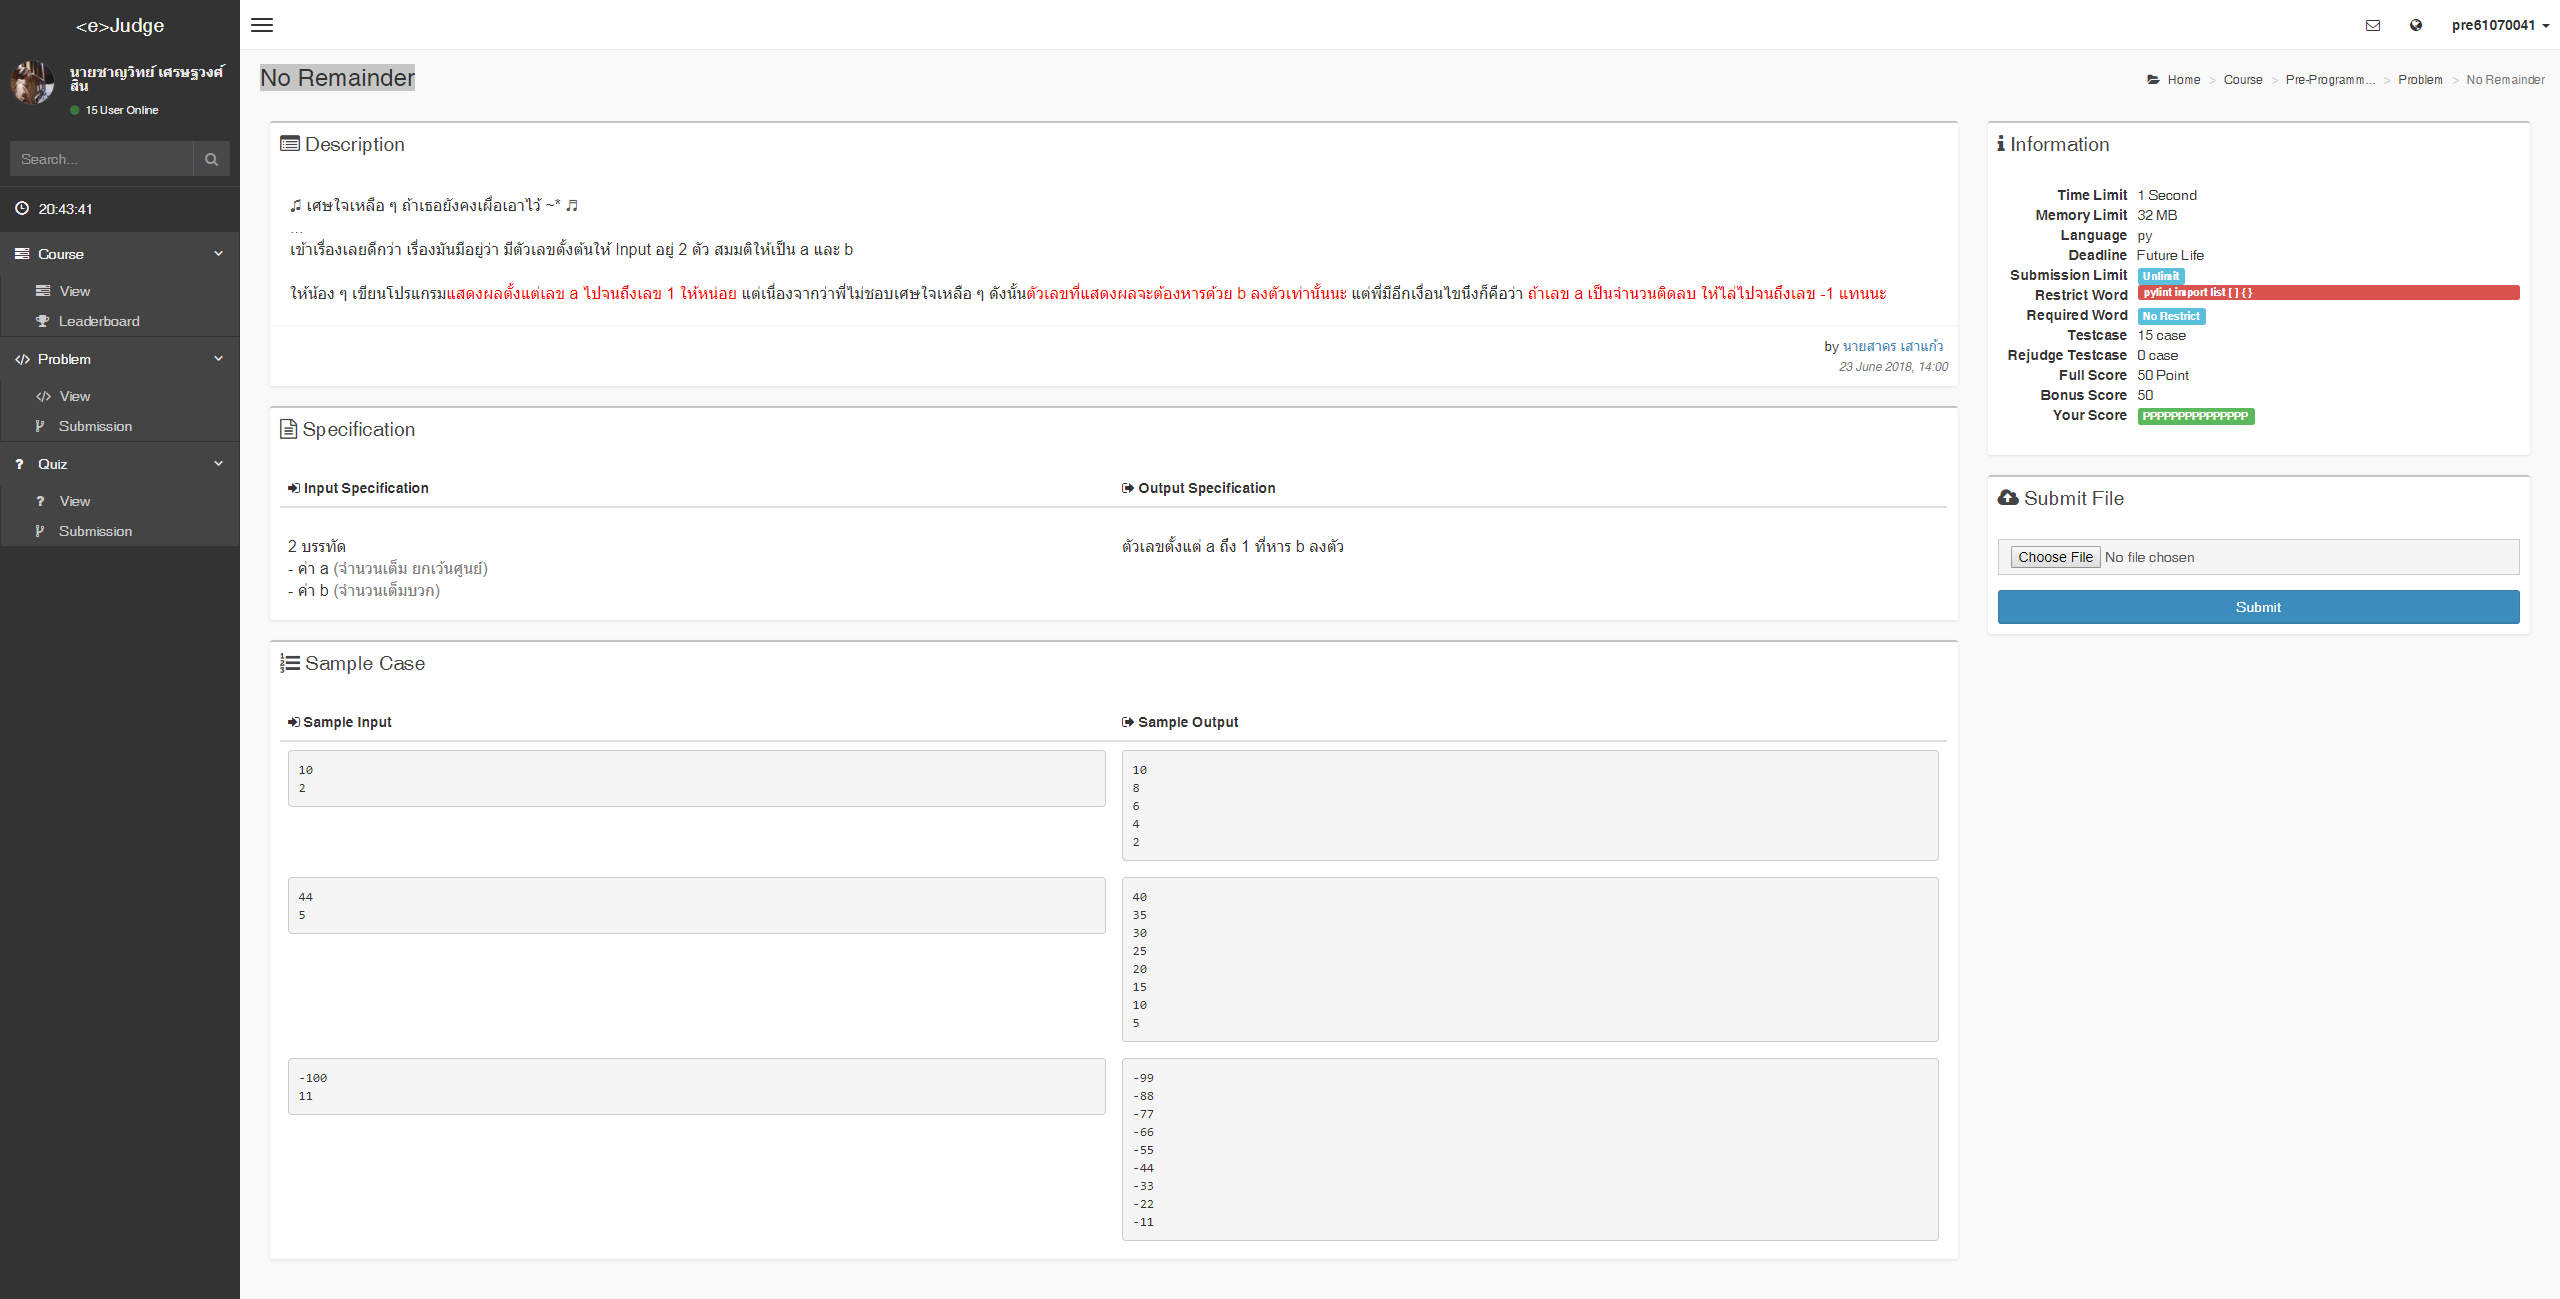 <e>Judge
pre61070041
นายชาญวิทย์ เศรษฐวงศ์
สิน
15 User Online
Search...
20:43:41
Course
View
Leaderboard
Problem
View
Submission
Quiz
View
Submission
No Remainder
Home > Course > Pre-Programm... > Problem > No Remainder
Description
♫ เศษใจเหลือ ๆ ถ้าเธอยังคงเผื่อเอาไว้ ~* ♬
...
เข้าเรื่องเลยดีกว่า เรื่องมันมีอยู่ว่า มีตัวเลขตั้งต้นให้ Input อยู่ 2 ตัว สมมติให้เป็น a และ b
ให้น้อง ๆ เขียนโปรแกรมแสดงผลตั้งแต่เลข a ไปจนถึงเลข 1 ให้หน่อย แต่เนื่องจากว่าพี่ไม่ชอบเศษใจเหลือ ๆ ดังนั้นตัวเลขที่แสดงผลจะต้องหารด้วย b ลงตัวเท่านั้นนะ แต่พี่มีอีกเงื่อนไขนึงก็คือว่า ถ้าเลข a เป็นจำนวนติดลบ ให้ไล่ไปจนถึงเลข -1 แทนนะ
by นายสาคร เสาแก้ว
23 June 2018, 14:00
Specification
Input Specification
Output Specification
2 บรรทัด
- ค่า a (จำนวนเต็ม ยกเว้นศูนย์)
- ค่า b (จำนวนเต็มบวก)
ตัวเลขตั้งแต่ a ถึง 1 ที่หาร b ลงตัว
Sample Case
Sample Input
Sample Output
10
2
10
8
6
4
2
44
5
40
35
30
25
20
15
10
5
-100
11
-99
-88
-77
-66
-55
-44
-33
-22
-11
Information
Time Limit 1 Second
Memory Limit 32 MB
Language py
Deadline Future Life
Submission Limit Unlimit
Restrict Word pylint import list [ ] { }
Required Word No Restrict
Testcase 15 case
Rejudge Testcase 0 case
Full Score 50 Point
Bonus Score 50
Your Score PPPPPPPPPPPPPPP
Submit File
Choose File No file chosen
Submit